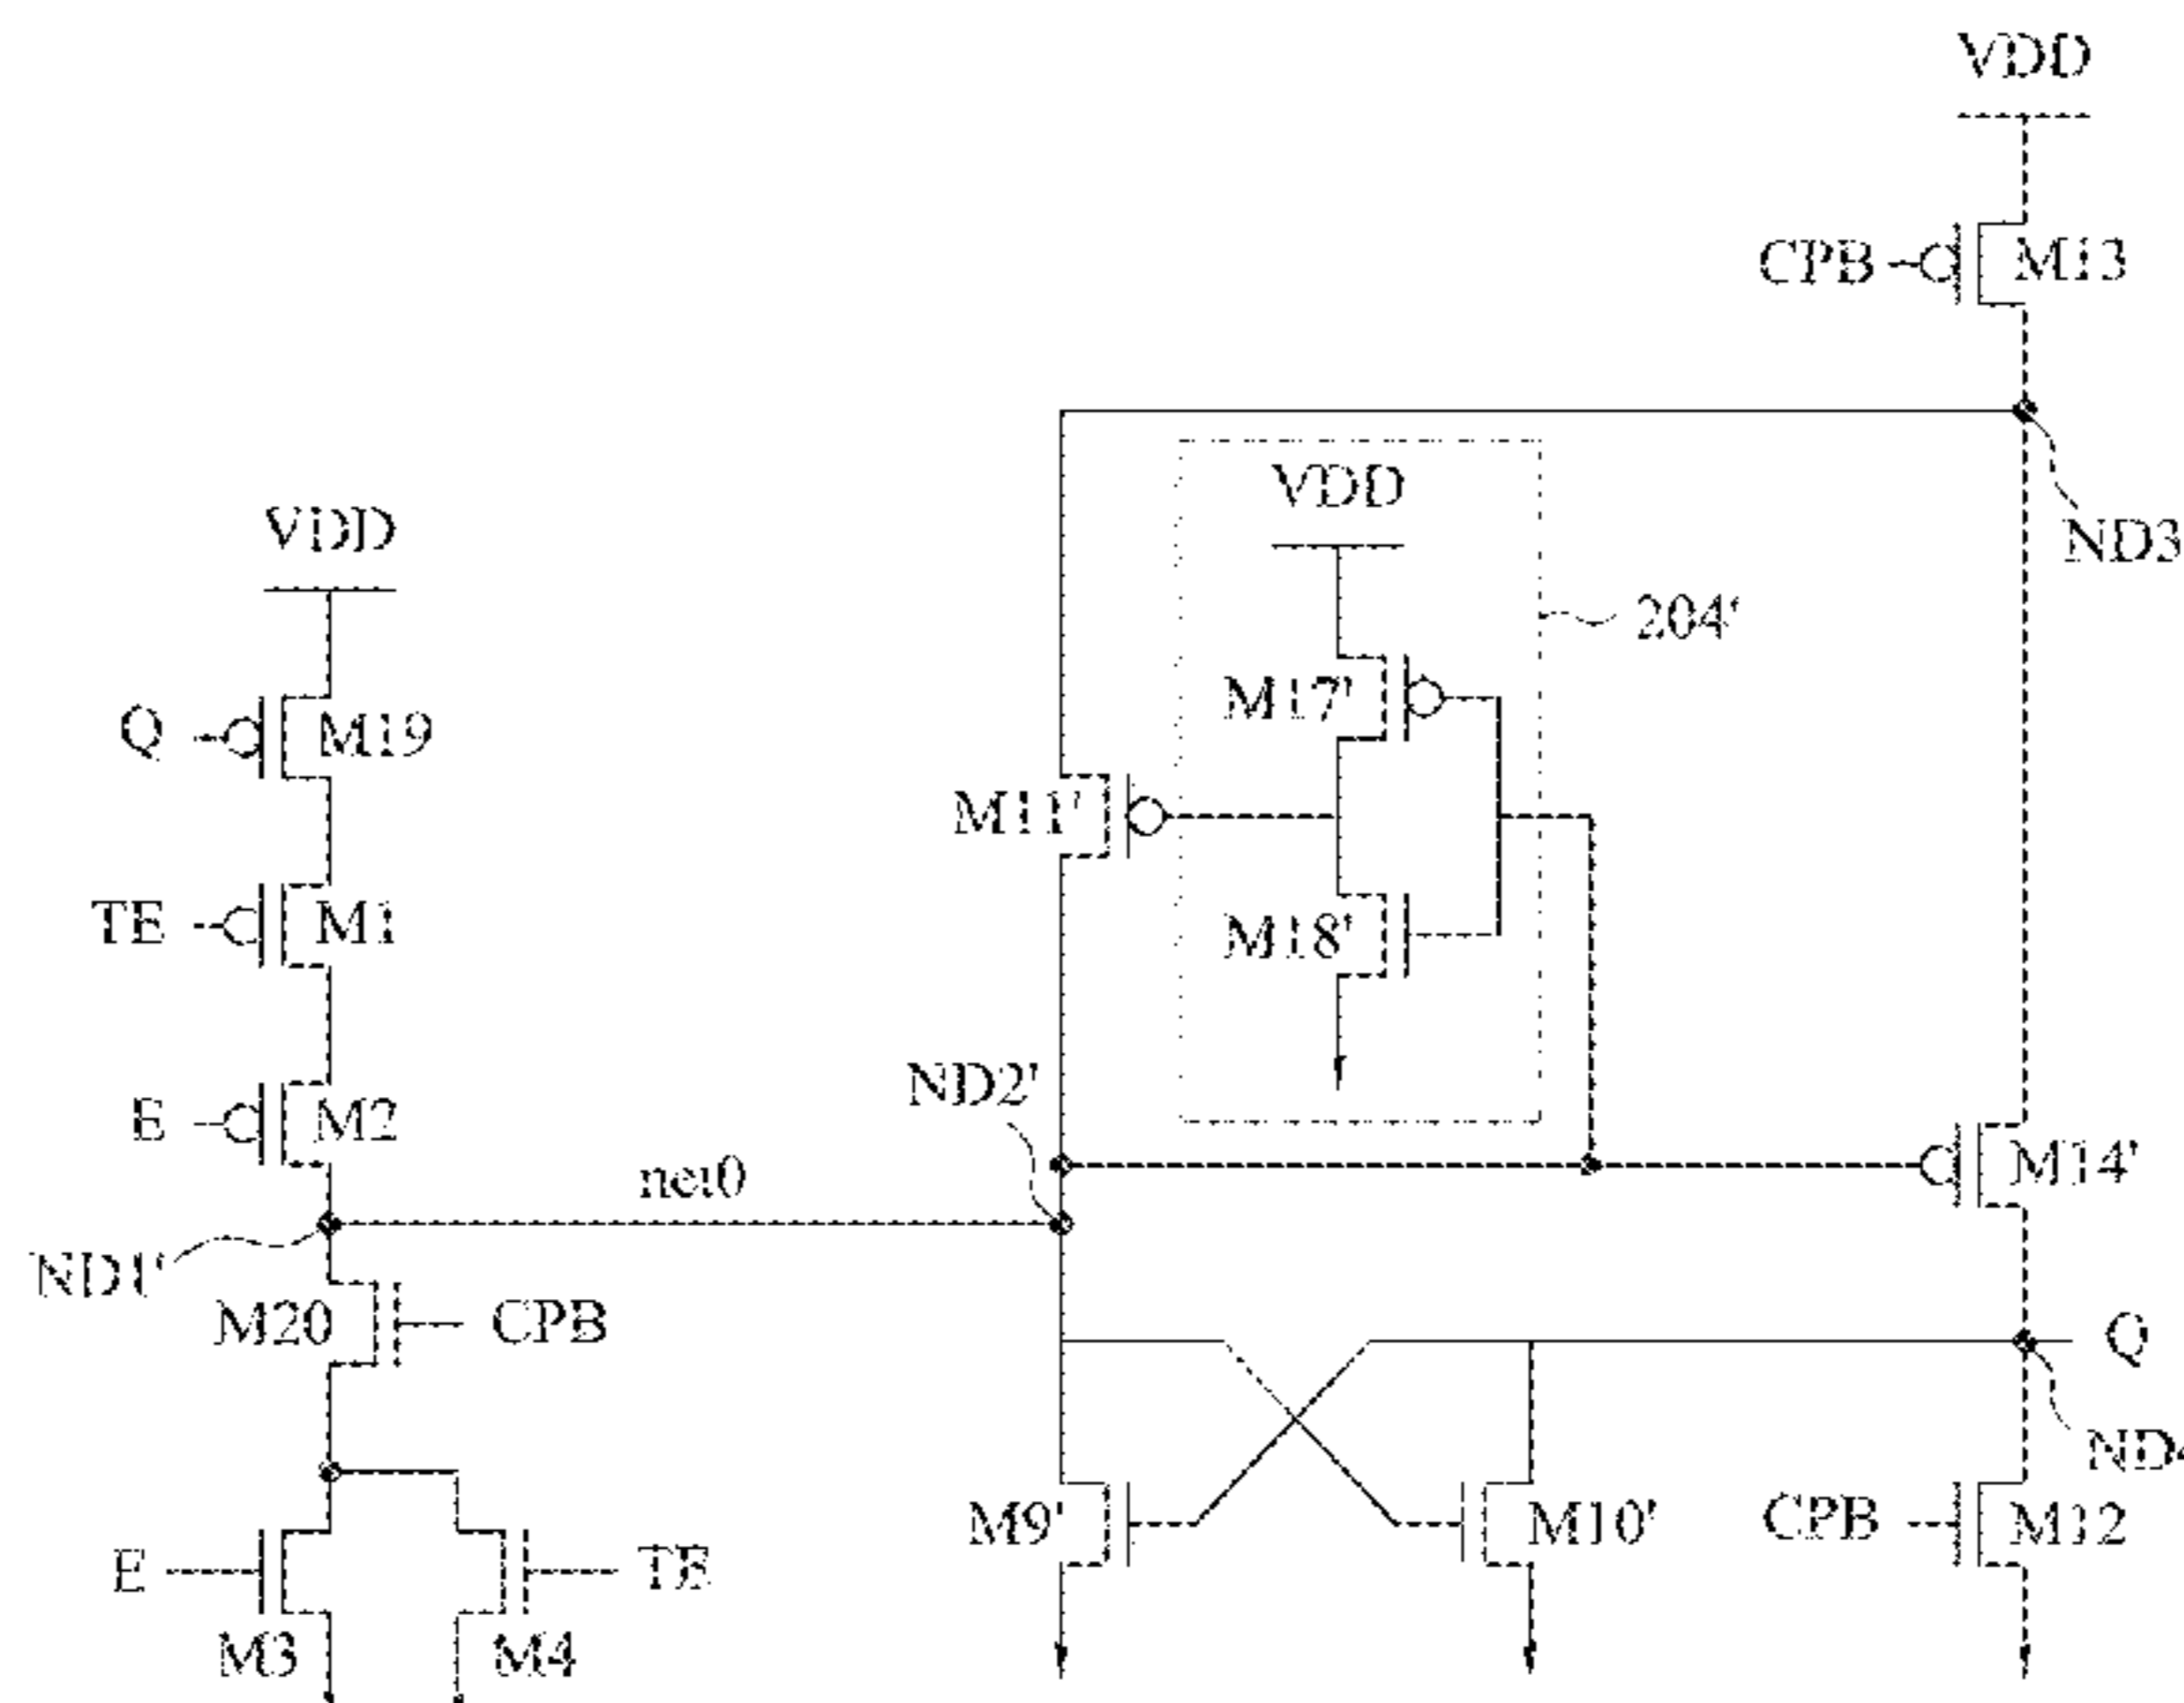 VDD
CPB
M13
VDD
ND3
VDD
204'
M17'
Q
M19
M11'
TE
M1
M18'
ND2'
E
M2
M14'
net0
ND1'
M20
CPB
Q
ND4
M9'
M10'
CPB
M12
E
TE
M3
M4